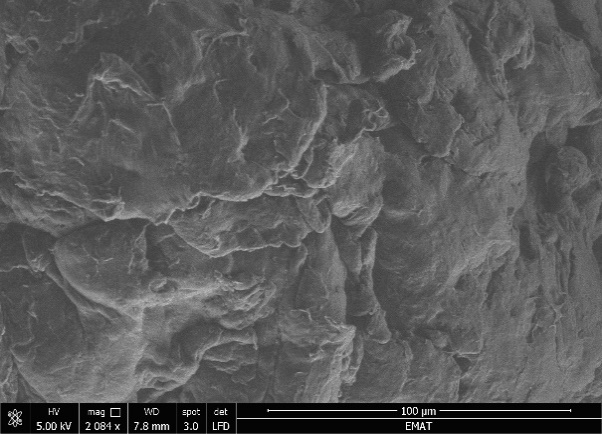 HV
mag
WD
spot
det
100 µm
5.00 kV
2 084 x
7.8 mm
3.0
LFD
EMAT